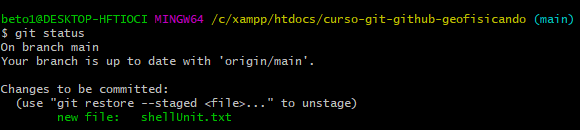 beto1@DESKTOP-HFTIOCI MINGW64 /c/xampp/htdocs/curso-git-github-geofisicando (main)
$ git status
On branch main
Your branch is up to date with 'origin/main'.

Changes to be committed:
  (use "git restore --staged <file>..." to unstage)
        new file:   shellUnit.txt